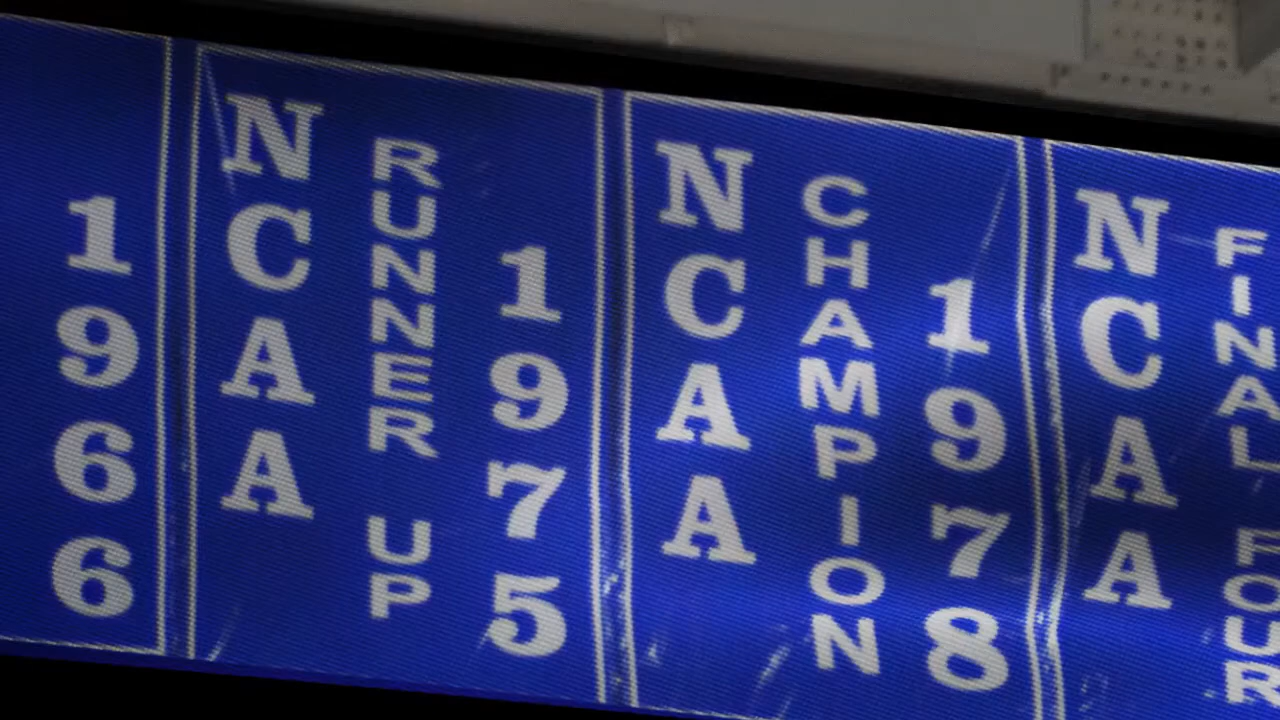 1966
NCAA
RUNNER UP
1975
NCAA
CHAMPION
1978
NCAA
FINAL FOUR